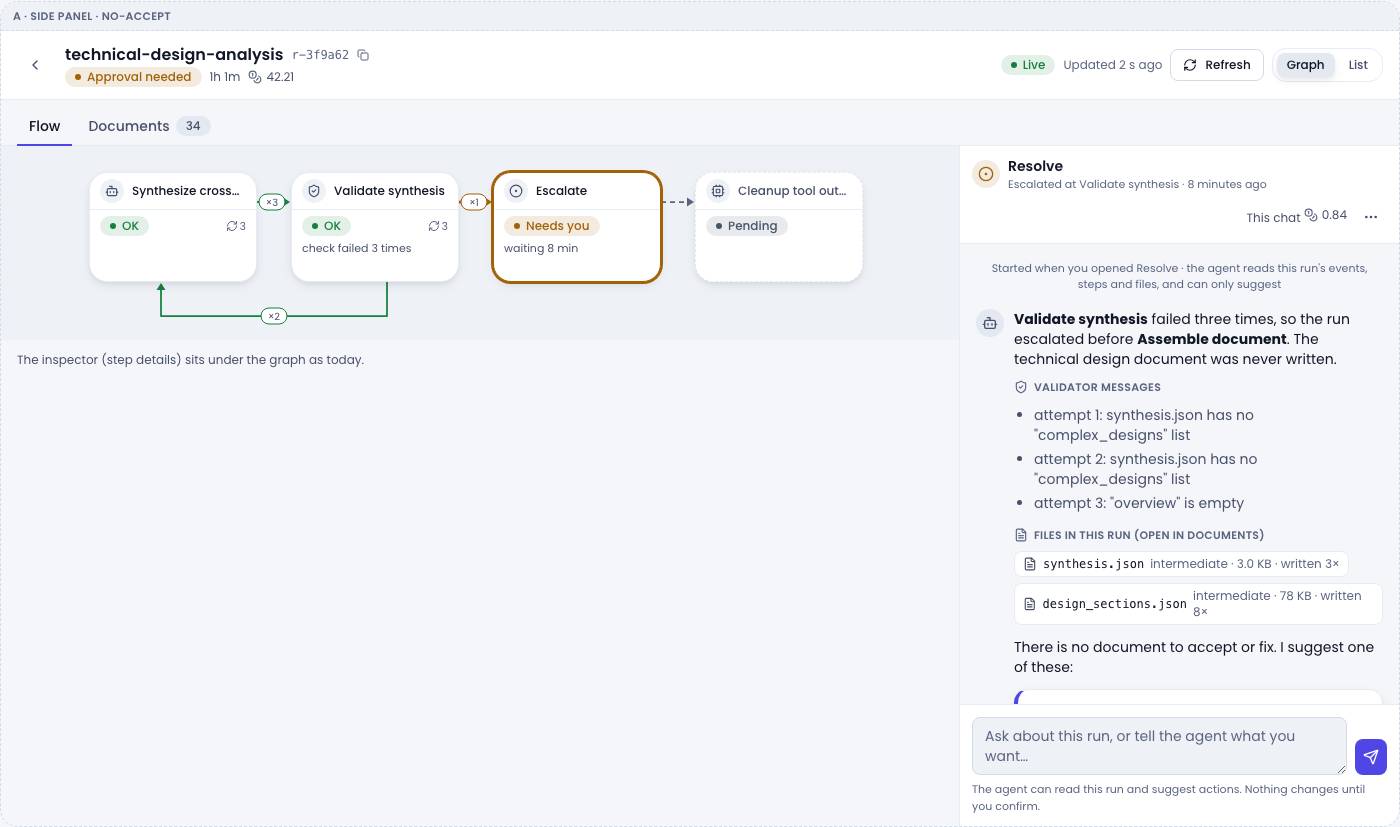 A · SIDE PANEL · NO-ACCEPT
technical-design-analysis r–3f9a62
Approval needed 1h 1m 42.21
Live Updated 2 s ago Refresh Graph List
Flow Documents 34
Synthesize cross…
OK 3
×3
Validate synthesis
OK 3
check failed 3 times
×1
Escalate
Needs you
waiting 8 min
Cleanup tool out…
Pending
×2
The inspector (step details) sits under the graph as today.
Resolve
Escalated at Validate synthesis · 8 minutes ago
This chat 0.84
Started when you opened Resolve · the agent reads this run's events,
steps and files, and can only suggest
Validate synthesis failed three times, so the run
escalated before Assemble document. The
technical design document was never written.
VALIDATOR MESSAGES
• attempt 1: synthesis.json has no
"complex_designs" list
• attempt 2: synthesis.json has no
"complex_designs" list
• attempt 3: "overview" is empty
FILES IN THIS RUN (OPEN IN DOCUMENTS)
synthesis.json intermediate · 3.0 KB · written 3×
design_sections.json intermediate · 78 KB · written
8×
There is no document to accept or fix. I suggest one
of these:
Ask about this run, or tell the agent what you
want…
The agent can read this run and suggest actions. Nothing changes until
you confirm.